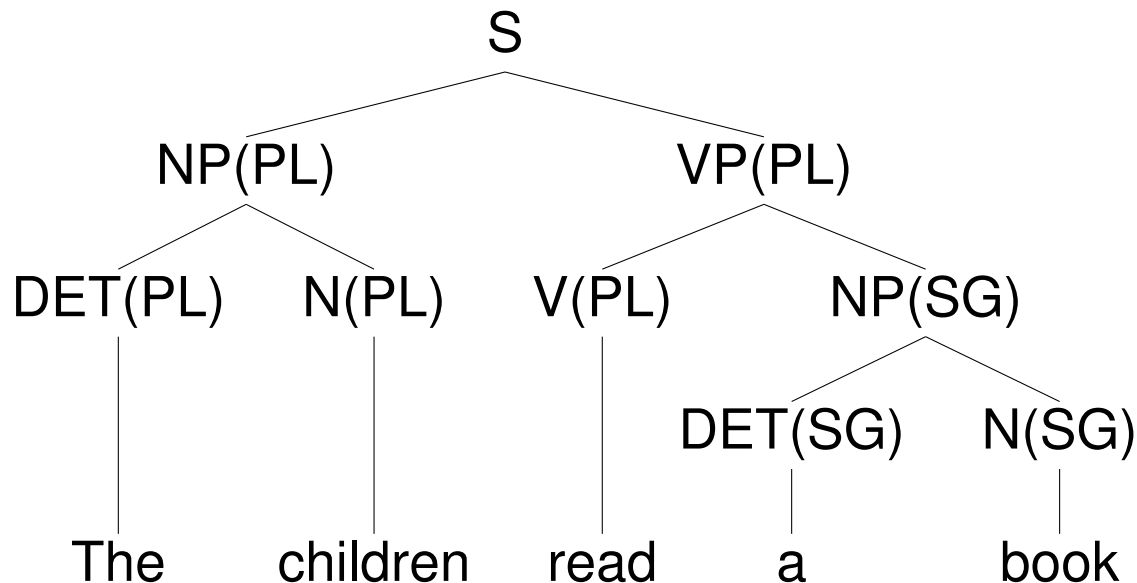 S
NP(PL) VP(PL)
DET(PL) N(PL) V(PL) NP(SG)
DET(SG) N(SG)
The children read a book